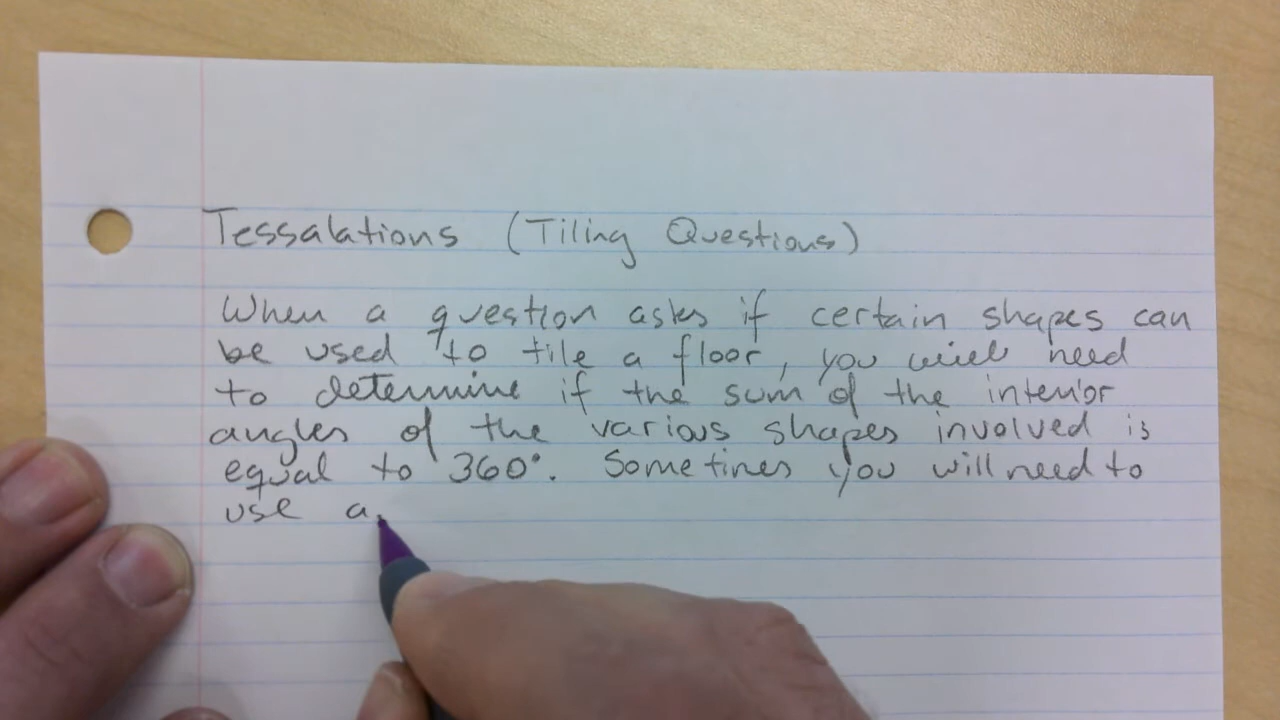 Tessalations (Tiling Questions)
When a question asks if certain shapes can
be used to tile a floor, you will need
to determine if the sum of the interior
angles of the various shapes involved is
equal to 360°. Sometimes you will need to
use a